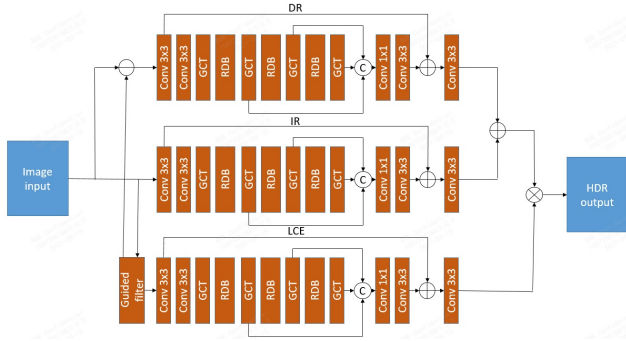 DR
Conv 3x3
Conv 3x3
GCT
RDB
GCT
RDB
GCT
RDB
GCT
C
Conv 1x1
Conv 3x3
Conv 3x3
IR
Image
input
Conv 3x3
Conv 3x3
GCT
RDB
GCT
RDB
GCT
RDB
GCT
C
Conv 1x1
Conv 3x3
Conv 3x3
HDR
output
LCE
Guided
filter
Conv 3x3
Conv 3x3
GCT
RDB
GCT
RDB
GCT
RDB
GCT
C
Conv 1x1
Conv 3x3
Conv 3x3